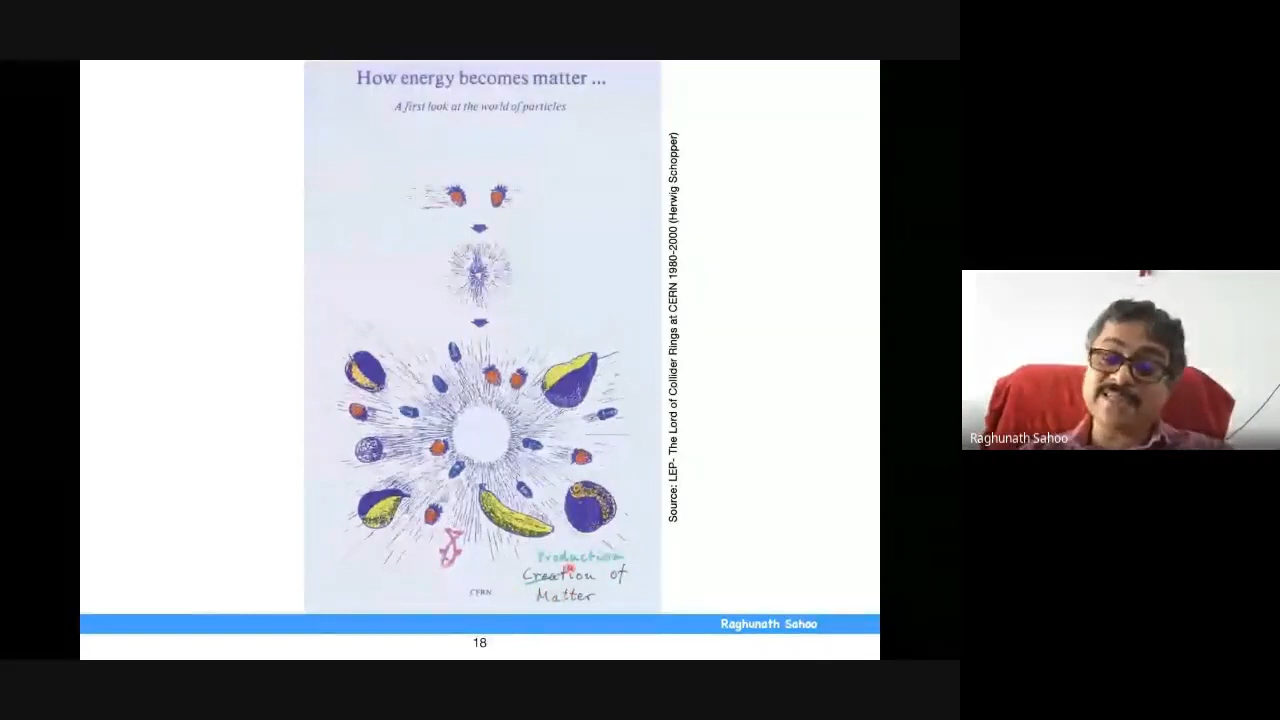 How energy becomes matter ...
A first look at the world of particles
Source: LEP- The Lord of Collider Rings at CERN 1980-2000 (Herwig Schopper)
Production
Creation of
Matter
CERN
Raghunath Sahoo
18
Raghunath Sahoo